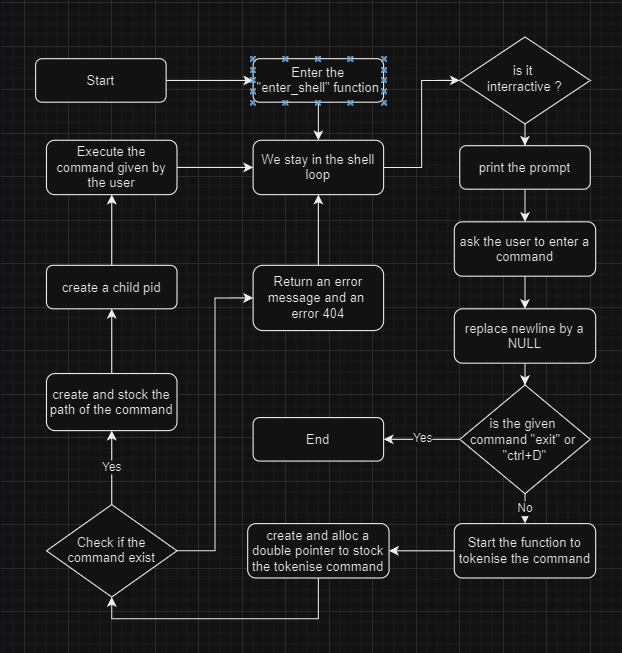 Start
Enter the
"enter_shell" function
is it
interractive ?
Execute the
command given by
the user
We stay in the shell
loop
print the prompt
ask the user to enter a
command
create a child pid
Return an error
message and an
error 404
replace newline by a
NULL
create and stock the
path of the command
End
Yes
is the given
command "exit" or
"ctrl+D"
Yes
No
Check if the
command exist
create and alloc a
double pointer to stock
the tokenise command
Start the function to
tokenise the command